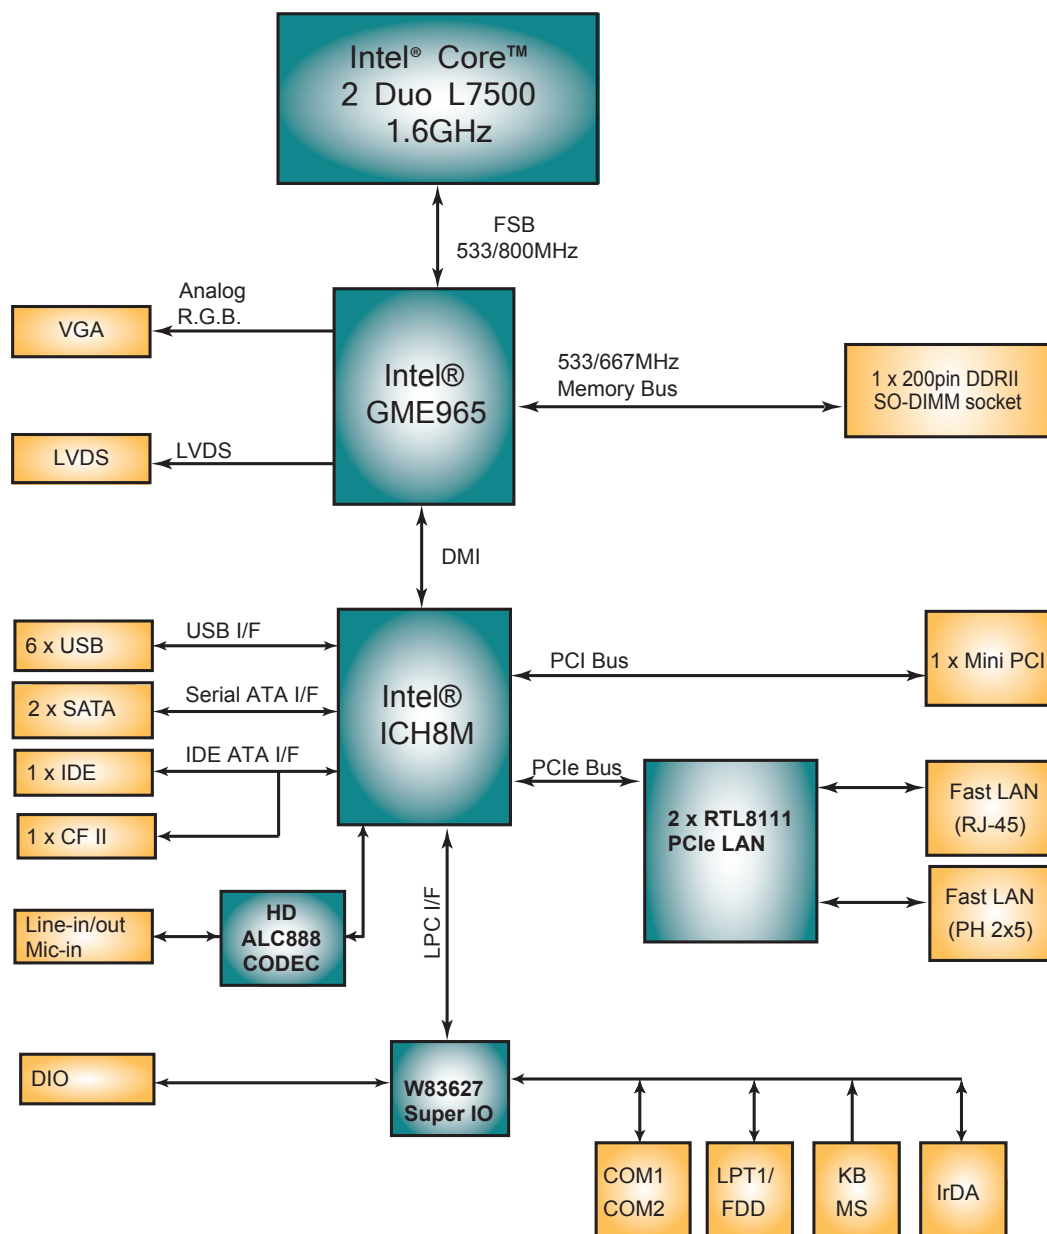 Intel® Core™
2 Duo L7500
1.6GHz
FSB
533/800MHz
Analog
R.G.B.
VGA
Intel®
GME965
533/667MHz
Memory Bus
1 x 200pin DDRII
SO-DIMM socket
LVDS
LVDS
DMI
6 x USB
USB I/F
Intel®
ICH8M
PCI Bus
1 x Mini PCI
2 x SATA
Serial ATA I/F
1 x IDE
IDE ATA I/F
PCIe Bus
2 x RTL8111
PCIe LAN
Fast LAN
(RJ-45)
1 x CF II
Fast LAN
(PH 2x5)
Line-in/out
Mic-in
HD
ALC888
CODEC
LPC I/F
DIO
W83627
Super IO
COM1
COM2
LPT1/
FDD
KB
MS
IrDA